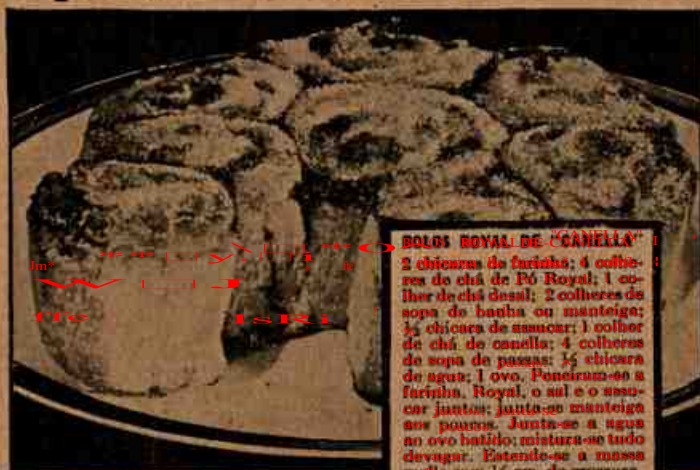 BOLOS ROYAL DE "CANELLA"
2 chicaras de farinha; 4 colhe-
res de chá de Pó Royal; 1 co-
lher de chá de sal; 2 colheres de
sopa de banha ou manteiga;
½ chicara de assucar; 1 colher
de chá de canella; 4 colheres
de sopa de passas; ½ chicara
de agua; 1 ovo. Peneiram-se a
farinha, Royal, o sal e o assu-
car juntos; junta-se manteiga
aos poucos. Junta-se a agua
ao ovo batido; mistura-se tudo
devagar. Estende-se a massa